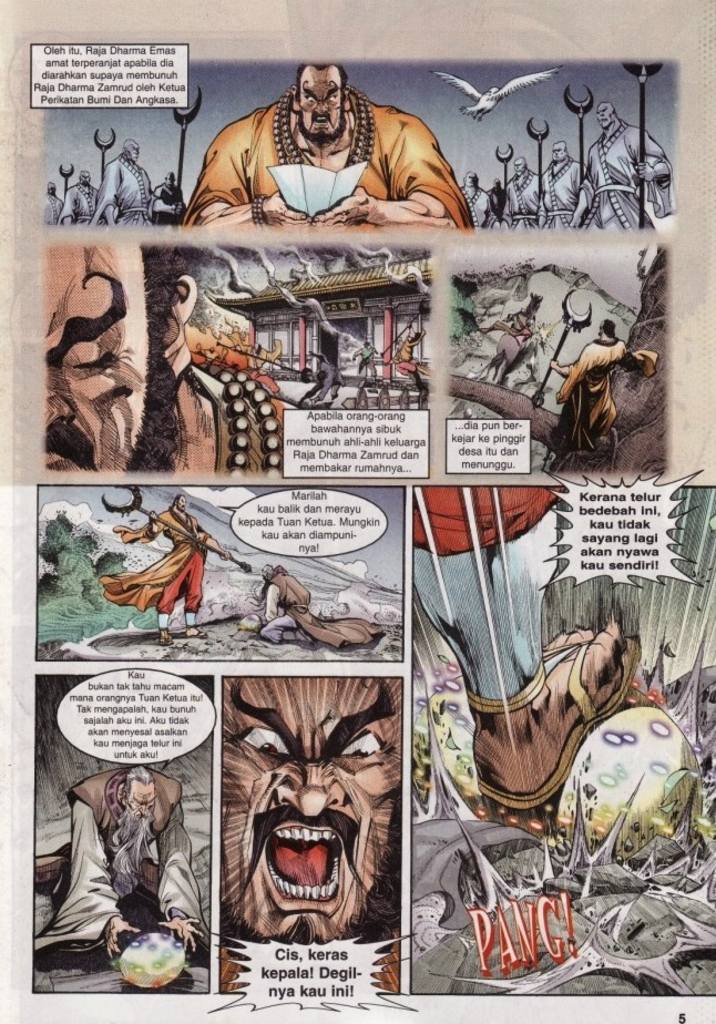 Oleh itu, Raja Dharma Emas
amat terperanjat apabila dia
diarahkan supaya membunuh
Raja Dharma Zamrud oleh Ketua
Perikatan Bumi Dan Angkasa.
Apabila orang-orang
bawahannya sibuk
membunuh ahli-ahli keluarga
Raja Dharma Zamrud dan
membakar rumahnya...
...dia pun ber-
kejar ke pinggir
desa itu dan
menunggu.
Marilah
kau balik dan merayu
kepada Tuan Ketua. Mungkin
kau akan diampuni-
nya!
Kerana telur
bedebah ini,
kau tidak
sayang lagi
akan nyawa
kau sendiri!
Kau
bukan tak tahu macam
mana orangnya Tuan Ketua itu!
Tak mengapalah, kau bunuh
sajalah aku ini. Aku tidak
akan menyesal asalkan
kau menjaga telur ini
untuk aku!
Cis, keras
kepala! Degil-
nya kau ini!
PANG!
5